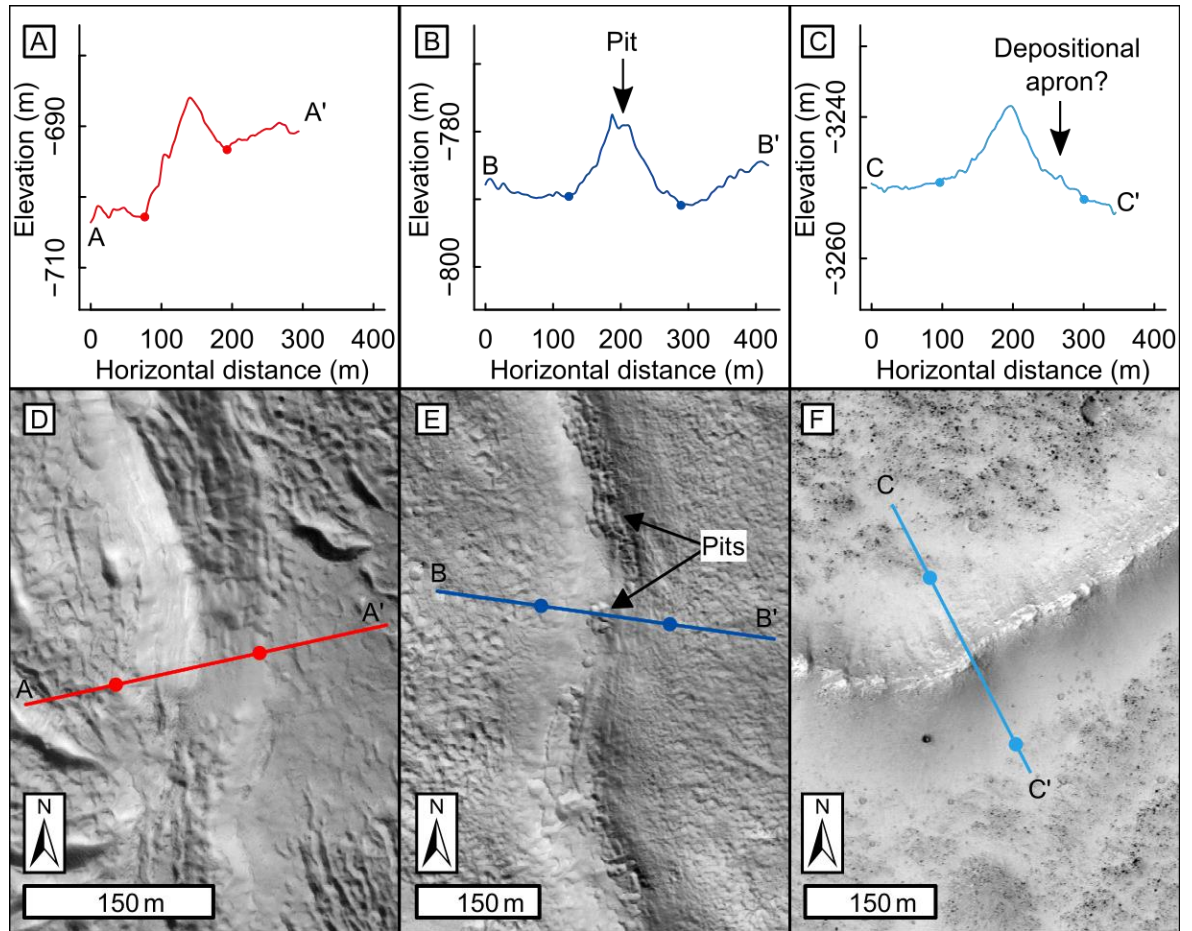 A
Elevation (m)
−690
−710
A
A'
0 100 200 300 400
Horizontal distance (m)
B
Pit
Elevation (m)
−780
−800
B
B'
0 100 200 300 400
Horizontal distance (m)
C
Depositional
apron?
Elevation (m)
−3240
−3260
C
C'
0 100 200 300 400
Horizontal distance (m)
D
A
A'
N
150 m
E
Pits
B
B'
N
150 m
F
C
C'
N
150 m